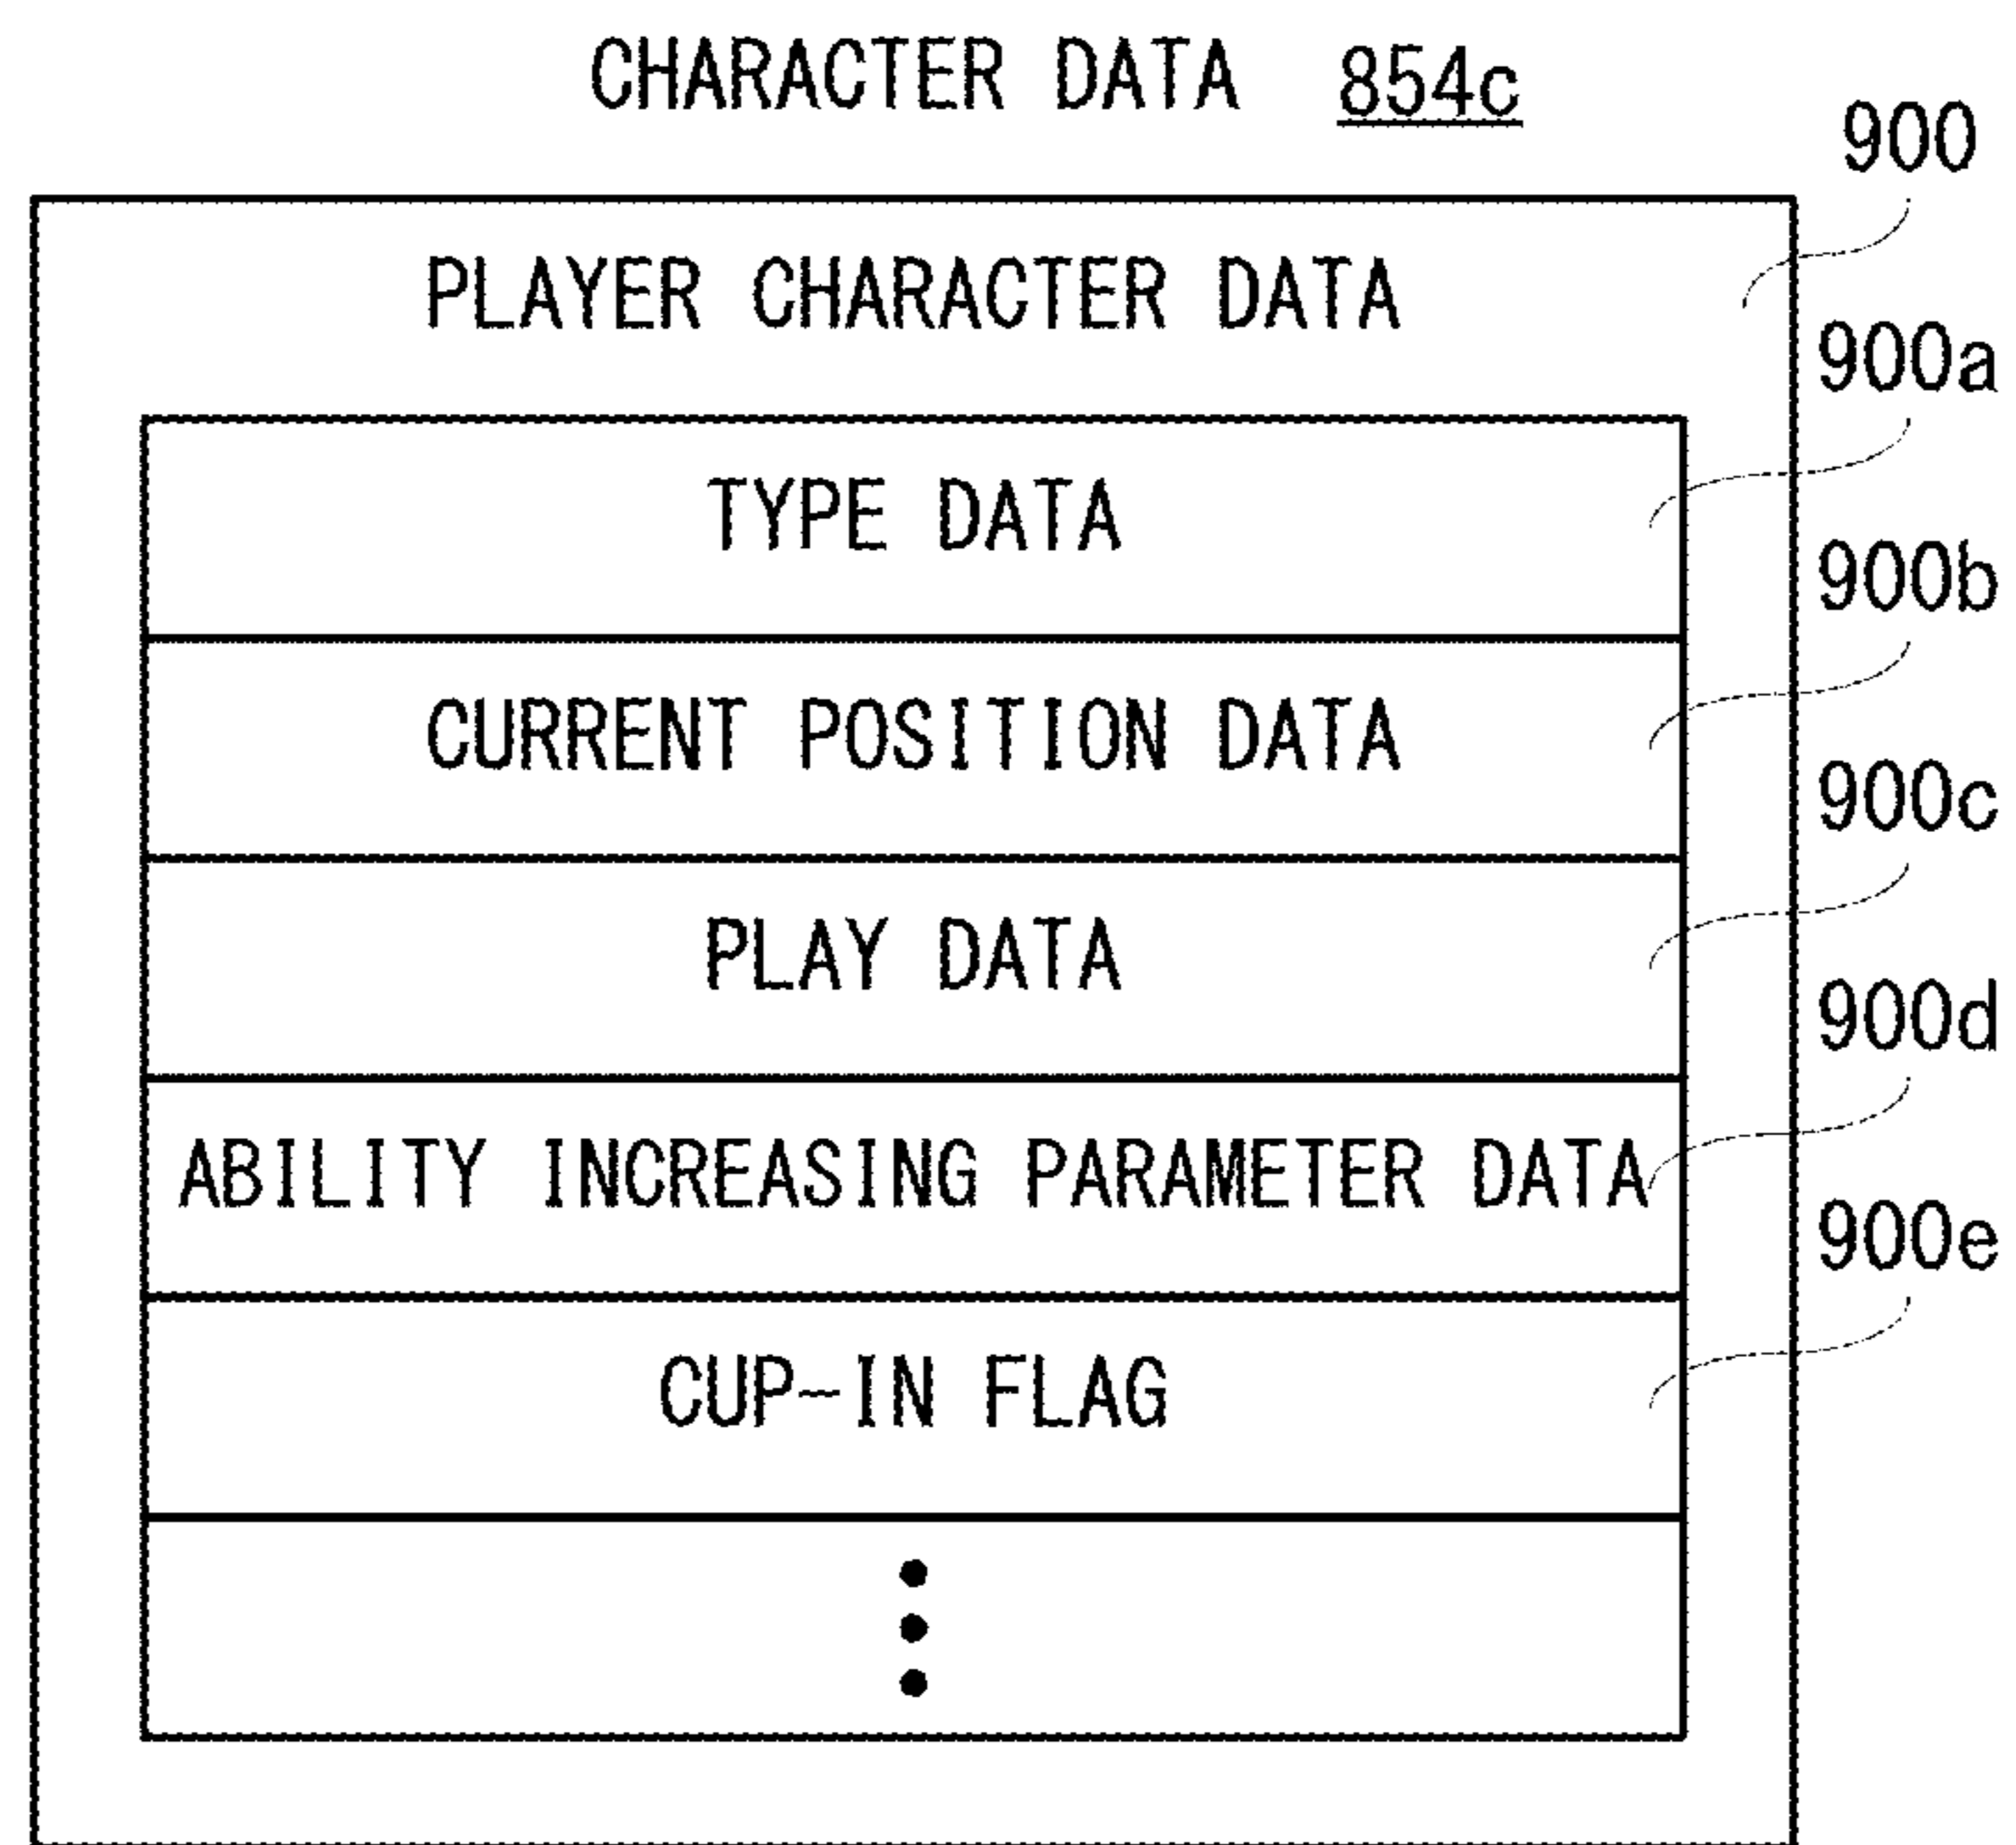 CHARACTER DATA 854c
900
PLAYER CHARACTER DATA
900a
TYPE DATA
900b
CURRENT POSITION DATA
900c
PLAY DATA
900d
ABILITY INCREASING PARAMETER DATA
900e
CUP-IN FLAG